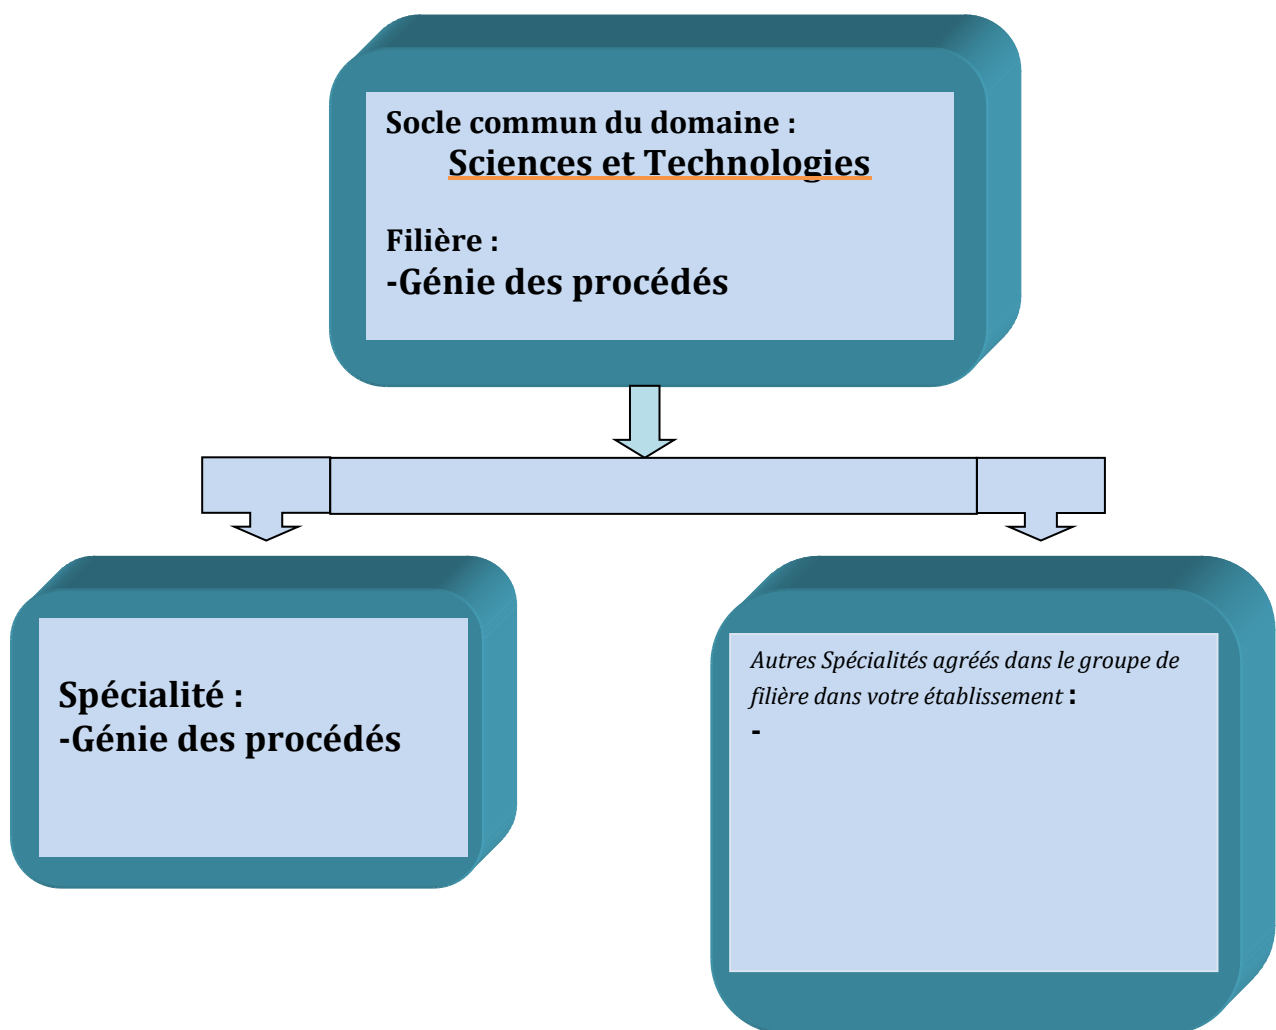 Socle commun du domaine :
Sciences et Technologies
Filière :
-Génie des procédés
Spécialité :
-Génie des procédés
Autres Spécialités agréés dans le groupe de
filière dans votre établissement :
-